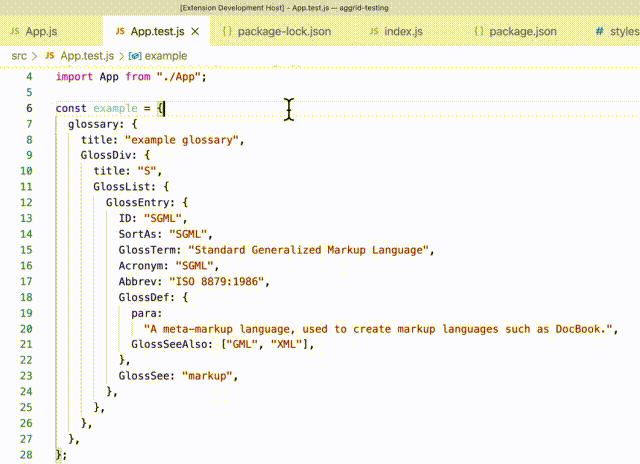 [Extension Development Host] - App.test.js — aggrid-testing
JS App.js JS App.test.js × {} package-lock.json JS index.js {} package.json # styles
src > JS App.test.js > example
4 import App from "./App";
5
6 const example = {
7 glossary: {
8 title: "example glossary",
9 GlossDiv: {
10 title: "S",
11 GlossList: {
12 GlossEntry: {
13 ID: "SGML",
14 SortAs: "SGML",
15 GlossTerm: "Standard Generalized Markup Language",
16 Acronym: "SGML",
17 Abbrev: "ISO 8879:1986",
18 GlossDef: {
19 para:
20 "A meta-markup language, used to create markup languages such as DocBook.",
21 GlossSeeAlso: ["GML", "XML"],
22 },
23 GlossSee: "markup",
24 },
25 },
26 },
27 },
28 };